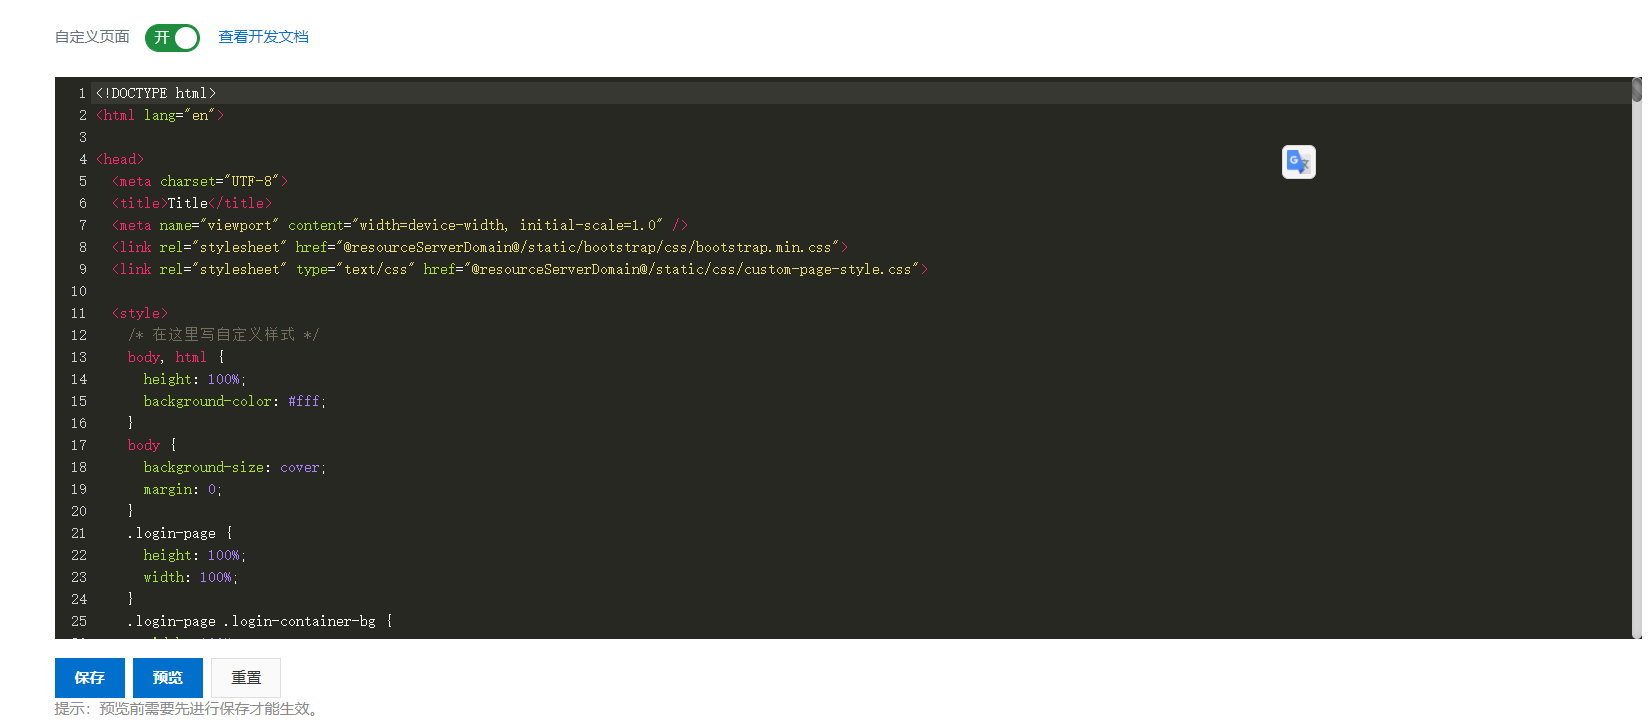 自定义页面 开 查看开发文档
1 <!DOCTYPE html>
2 <html lang="en">
3
4 <head>
5   <meta charset="UTF-8">
6   <title>Title</title>
7   <meta name="viewport" content="width=device-width, initial-scale=1.0" />
8   <link rel="stylesheet" href="@resourceServerDomain@/static/bootstrap/css/bootstrap.min.css">
9   <link rel="stylesheet" type="text/css" href="@resourceServerDomain@/static/css/custom-page-style.css">
10
11   <style>
12     /* 在这里写自定义样式 */
13     body, html {
14       height: 100%;
15       background-color: #fff;
16     }
17     body {
18       background-size: cover;
19       margin: 0;
20     }
21     .login-page {
22       height: 100%;
23       width: 100%;
24     }
25     .login-page .login-container-bg {
保存 预览 重置
提示：预览前需要先进行保存才能生效。